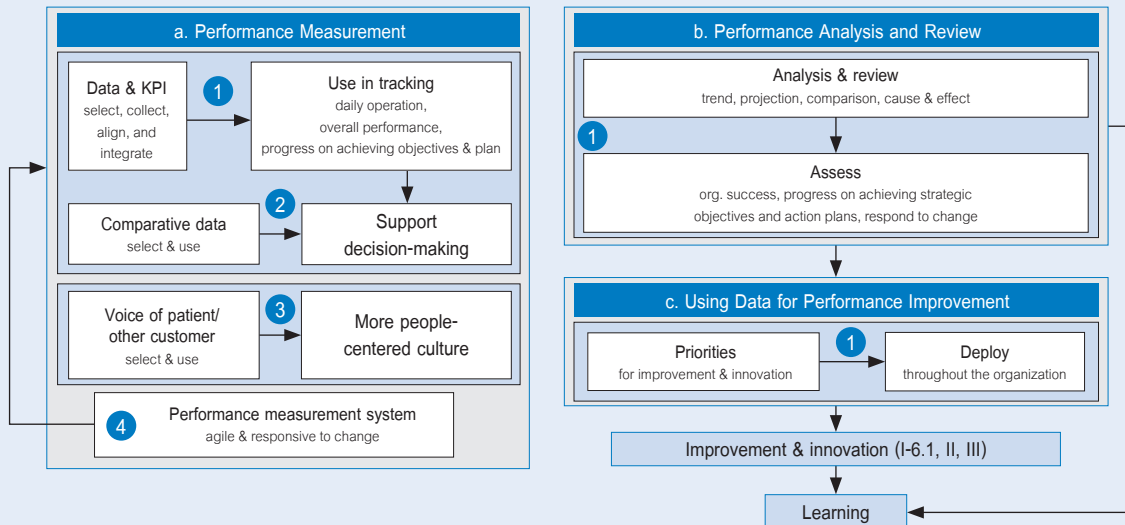 a. Performance Measurement
Data & KPI
select, collect,
align, and
integrate
1
Use in tracking
daily operation,
overall performance,
progress on achieving objectives & plan
Comparative data
select & use
2
Support
decision-making
Voice of patient/
other customer
select & use
3
More people-
centered culture
4
Performance measurement system
agile & responsive to change
b. Performance Analysis and Review
Analysis & review
trend, projection, comparison, cause & effect
1
Assess
org. success, progress on achieving strategic
objectives and action plans, respond to change
c. Using Data for Performance Improvement
Priorities
for improvement & innovation
1
Deploy
throughout the organization
Improvement & innovation (I-6.1, II, III)
Learning